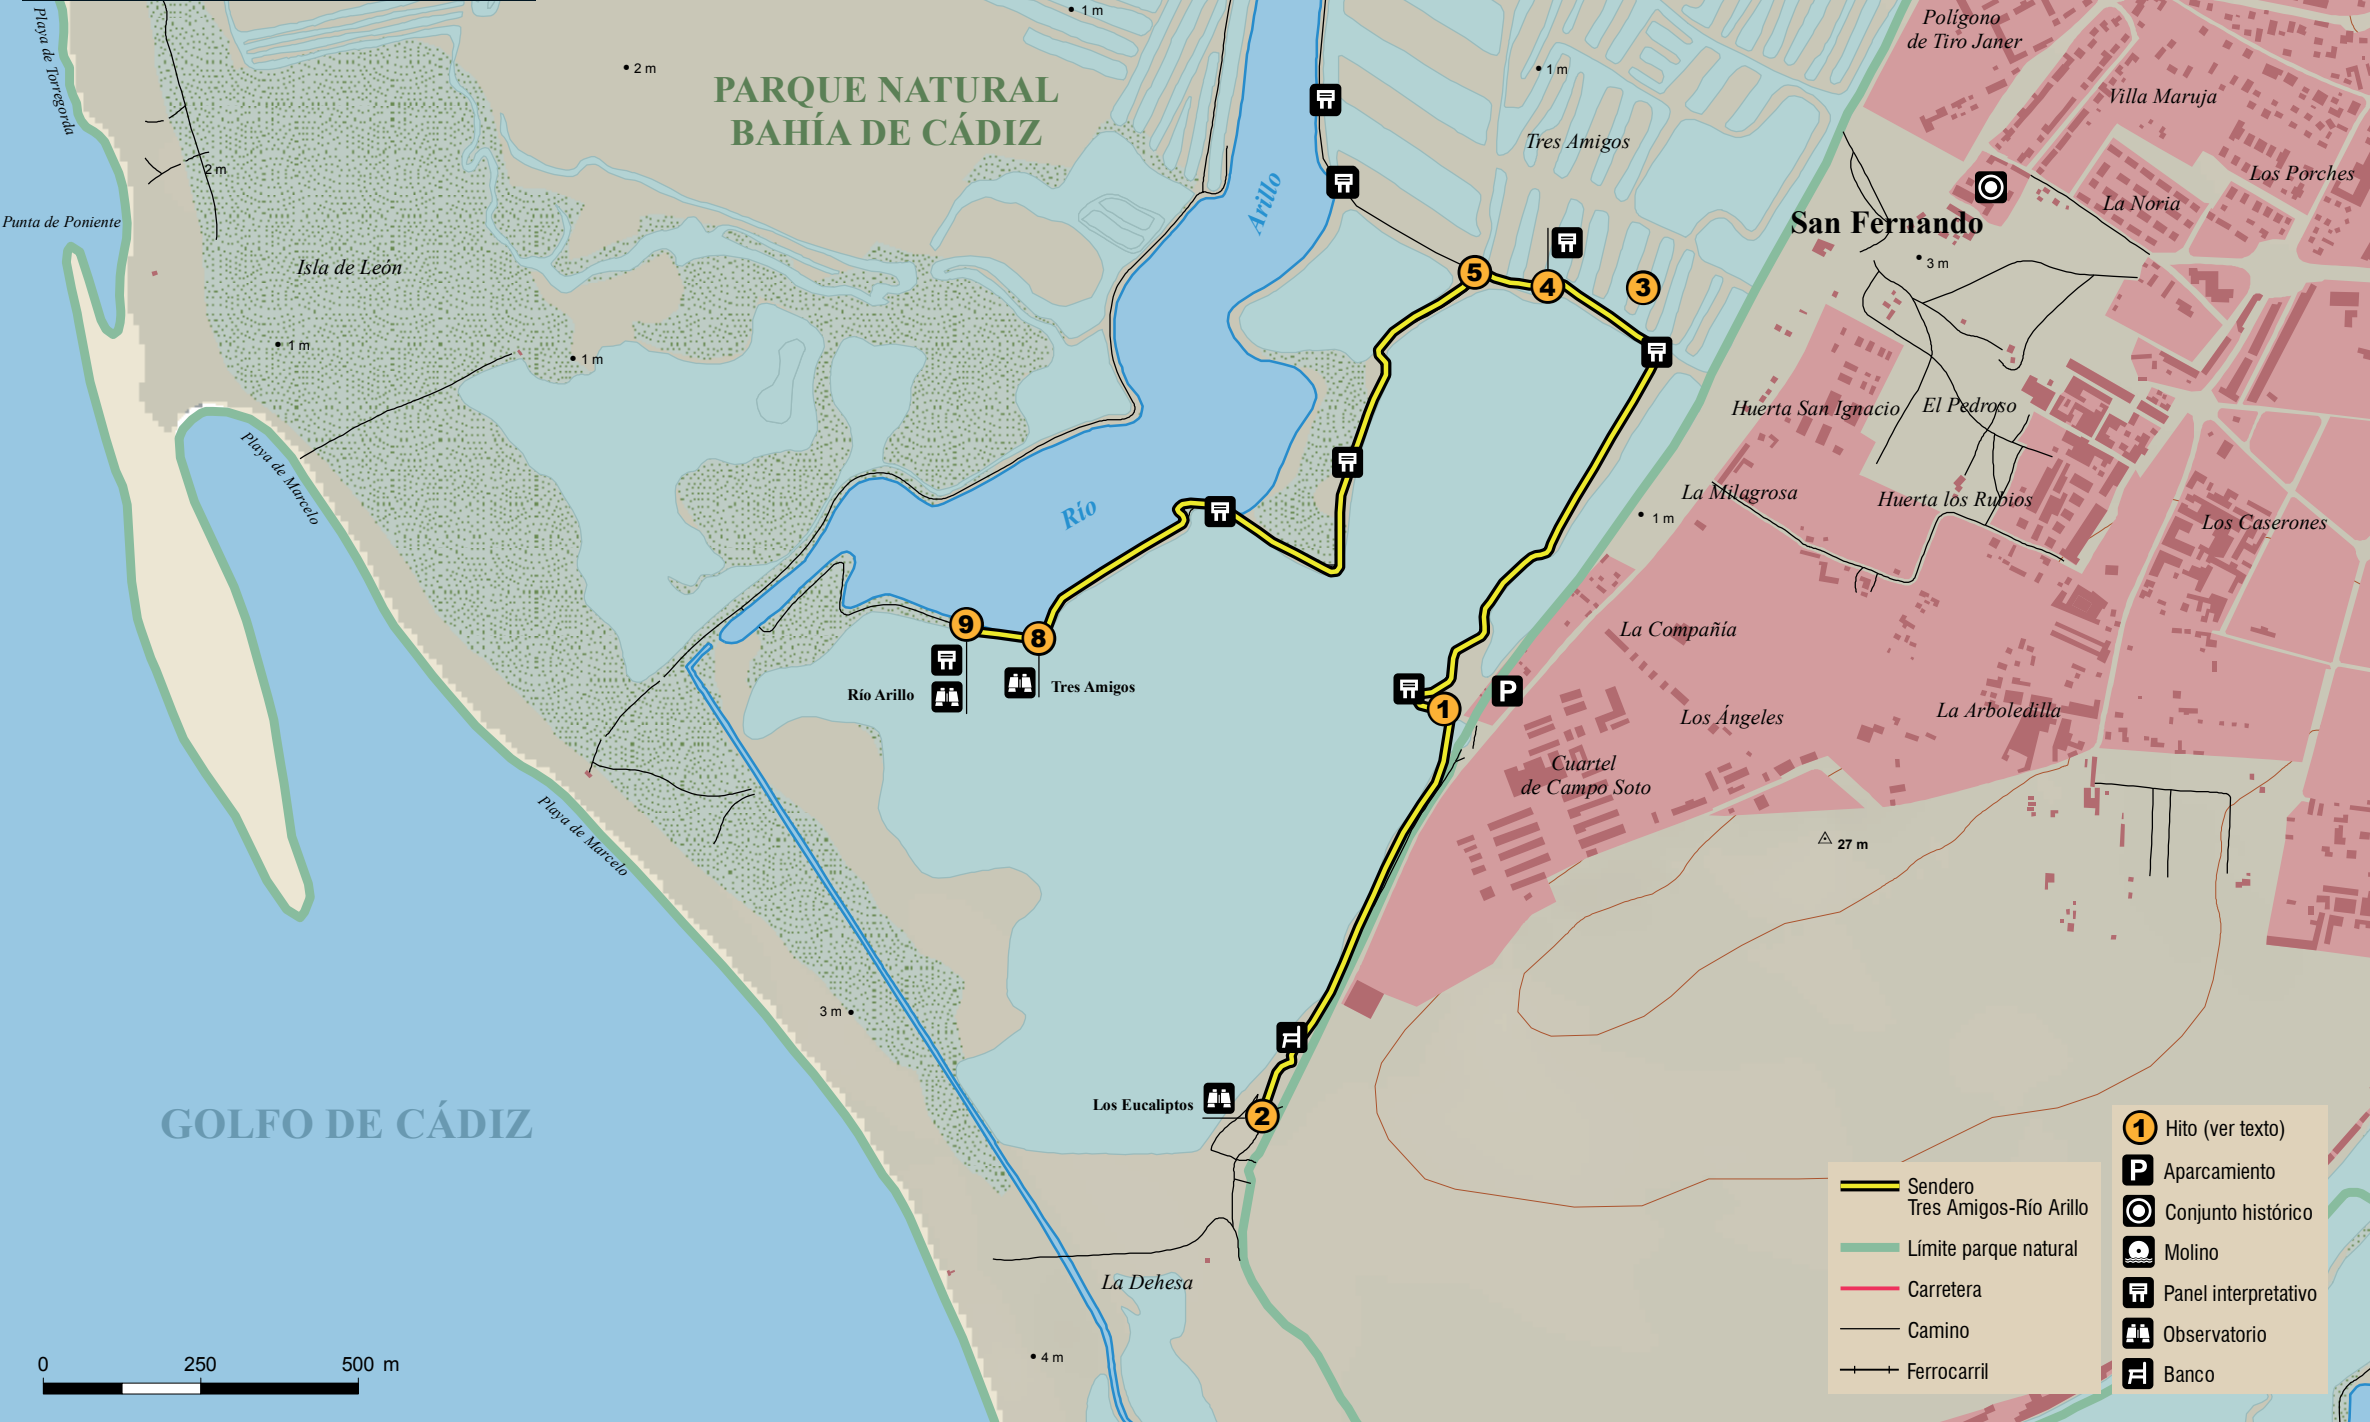 Playa de Torregorda
1 m
2 m
PARQUE NATURAL
BAHÍA DE CÁDIZ
1 m
Polígono
de Tiro Janer
Villa Maruja
Tres Amigos
Los Porches
2 m
Arillo
La Noria
Punta de Poniente
San Fernando
Isla de León
3 m
5
4
3
1 m
1 m
Huerta San Ignacio
El Pedroso
Playa de Marcelo
La Milagrosa
Huerta los Rubios
Río
1 m
Los Caserones
9
8
La Compañía
Río Arillo
Tres Amigos
P
1
Los Ángeles
La Arboledilla
Cuartel
de Campo Soto
Playa de Marcelo
27 m
3 m
Los Eucaliptos
2
GOLFO DE CÁDIZ
La Dehesa
4 m
0 250 500 m
Sendero
Tres Amigos-Río Arillo
Límite parque natural
Carretera
Camino
Ferrocarril
1 Hito (ver texto)
P Aparcamiento
Conjunto histórico
Molino
Panel interpretativo
Observatorio
Banco